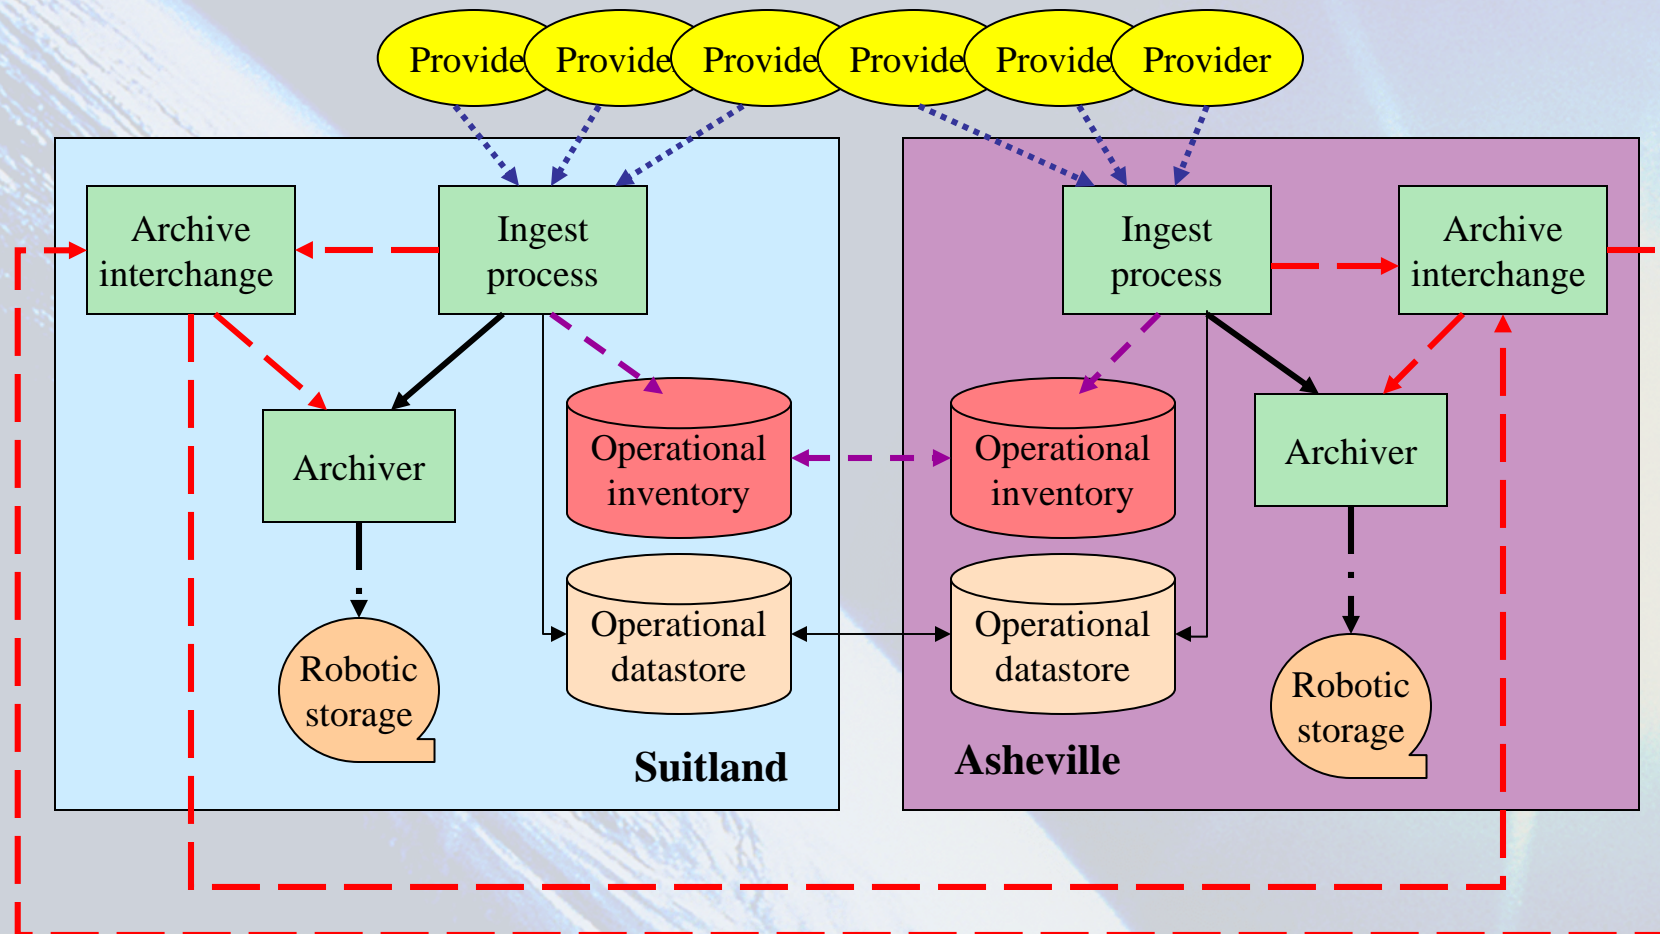 Provide
Provide
Provide
Provide
Provide
Provider
Archive
interchange
Ingest
process
Ingest
process
Archive
interchange
Archiver
Operational
inventory
Operational
inventory
Archiver
Operational
datastore
Operational
datastore
Robotic
storage
Robotic
storage
Suitland
Asheville